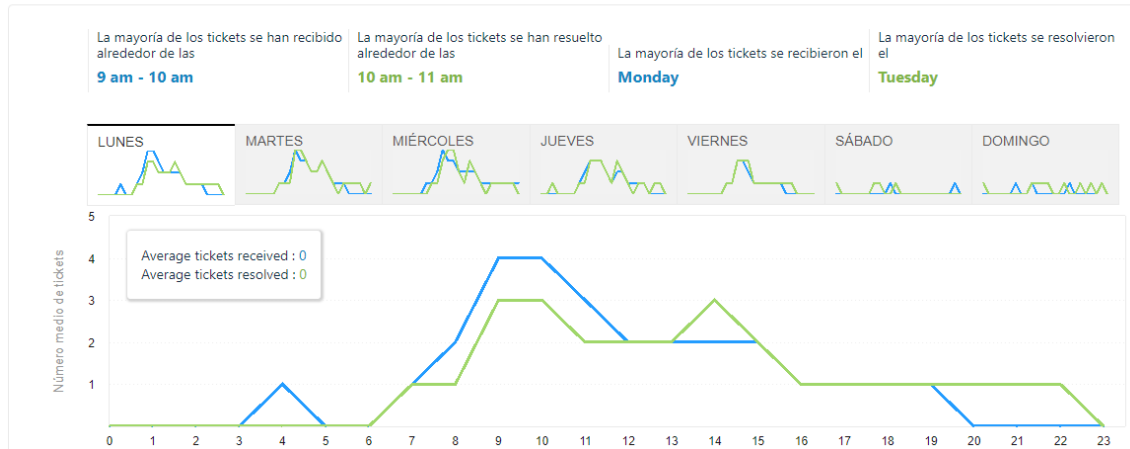 La mayoría de los tickets se han recibido
alrededor de las
9 am - 10 am
La mayoría de los tickets se han resuelto
alrededor de las
10 am - 11 am
La mayoría de los tickets se recibieron el
Monday
La mayoría de los tickets se resolvieron
el
Tuesday
LUNES
MARTES
MIÉRCOLES
JUEVES
VIERNES
SÁBADO
DOMINGO
Número medio de tickets
5
4
3
2
1
Average tickets received : 0
Average tickets resolved : 0
0 1 2 3 4 5 6 7 8 9 10 11 12 13 14 15 16 17 18 19 20 21 22 23